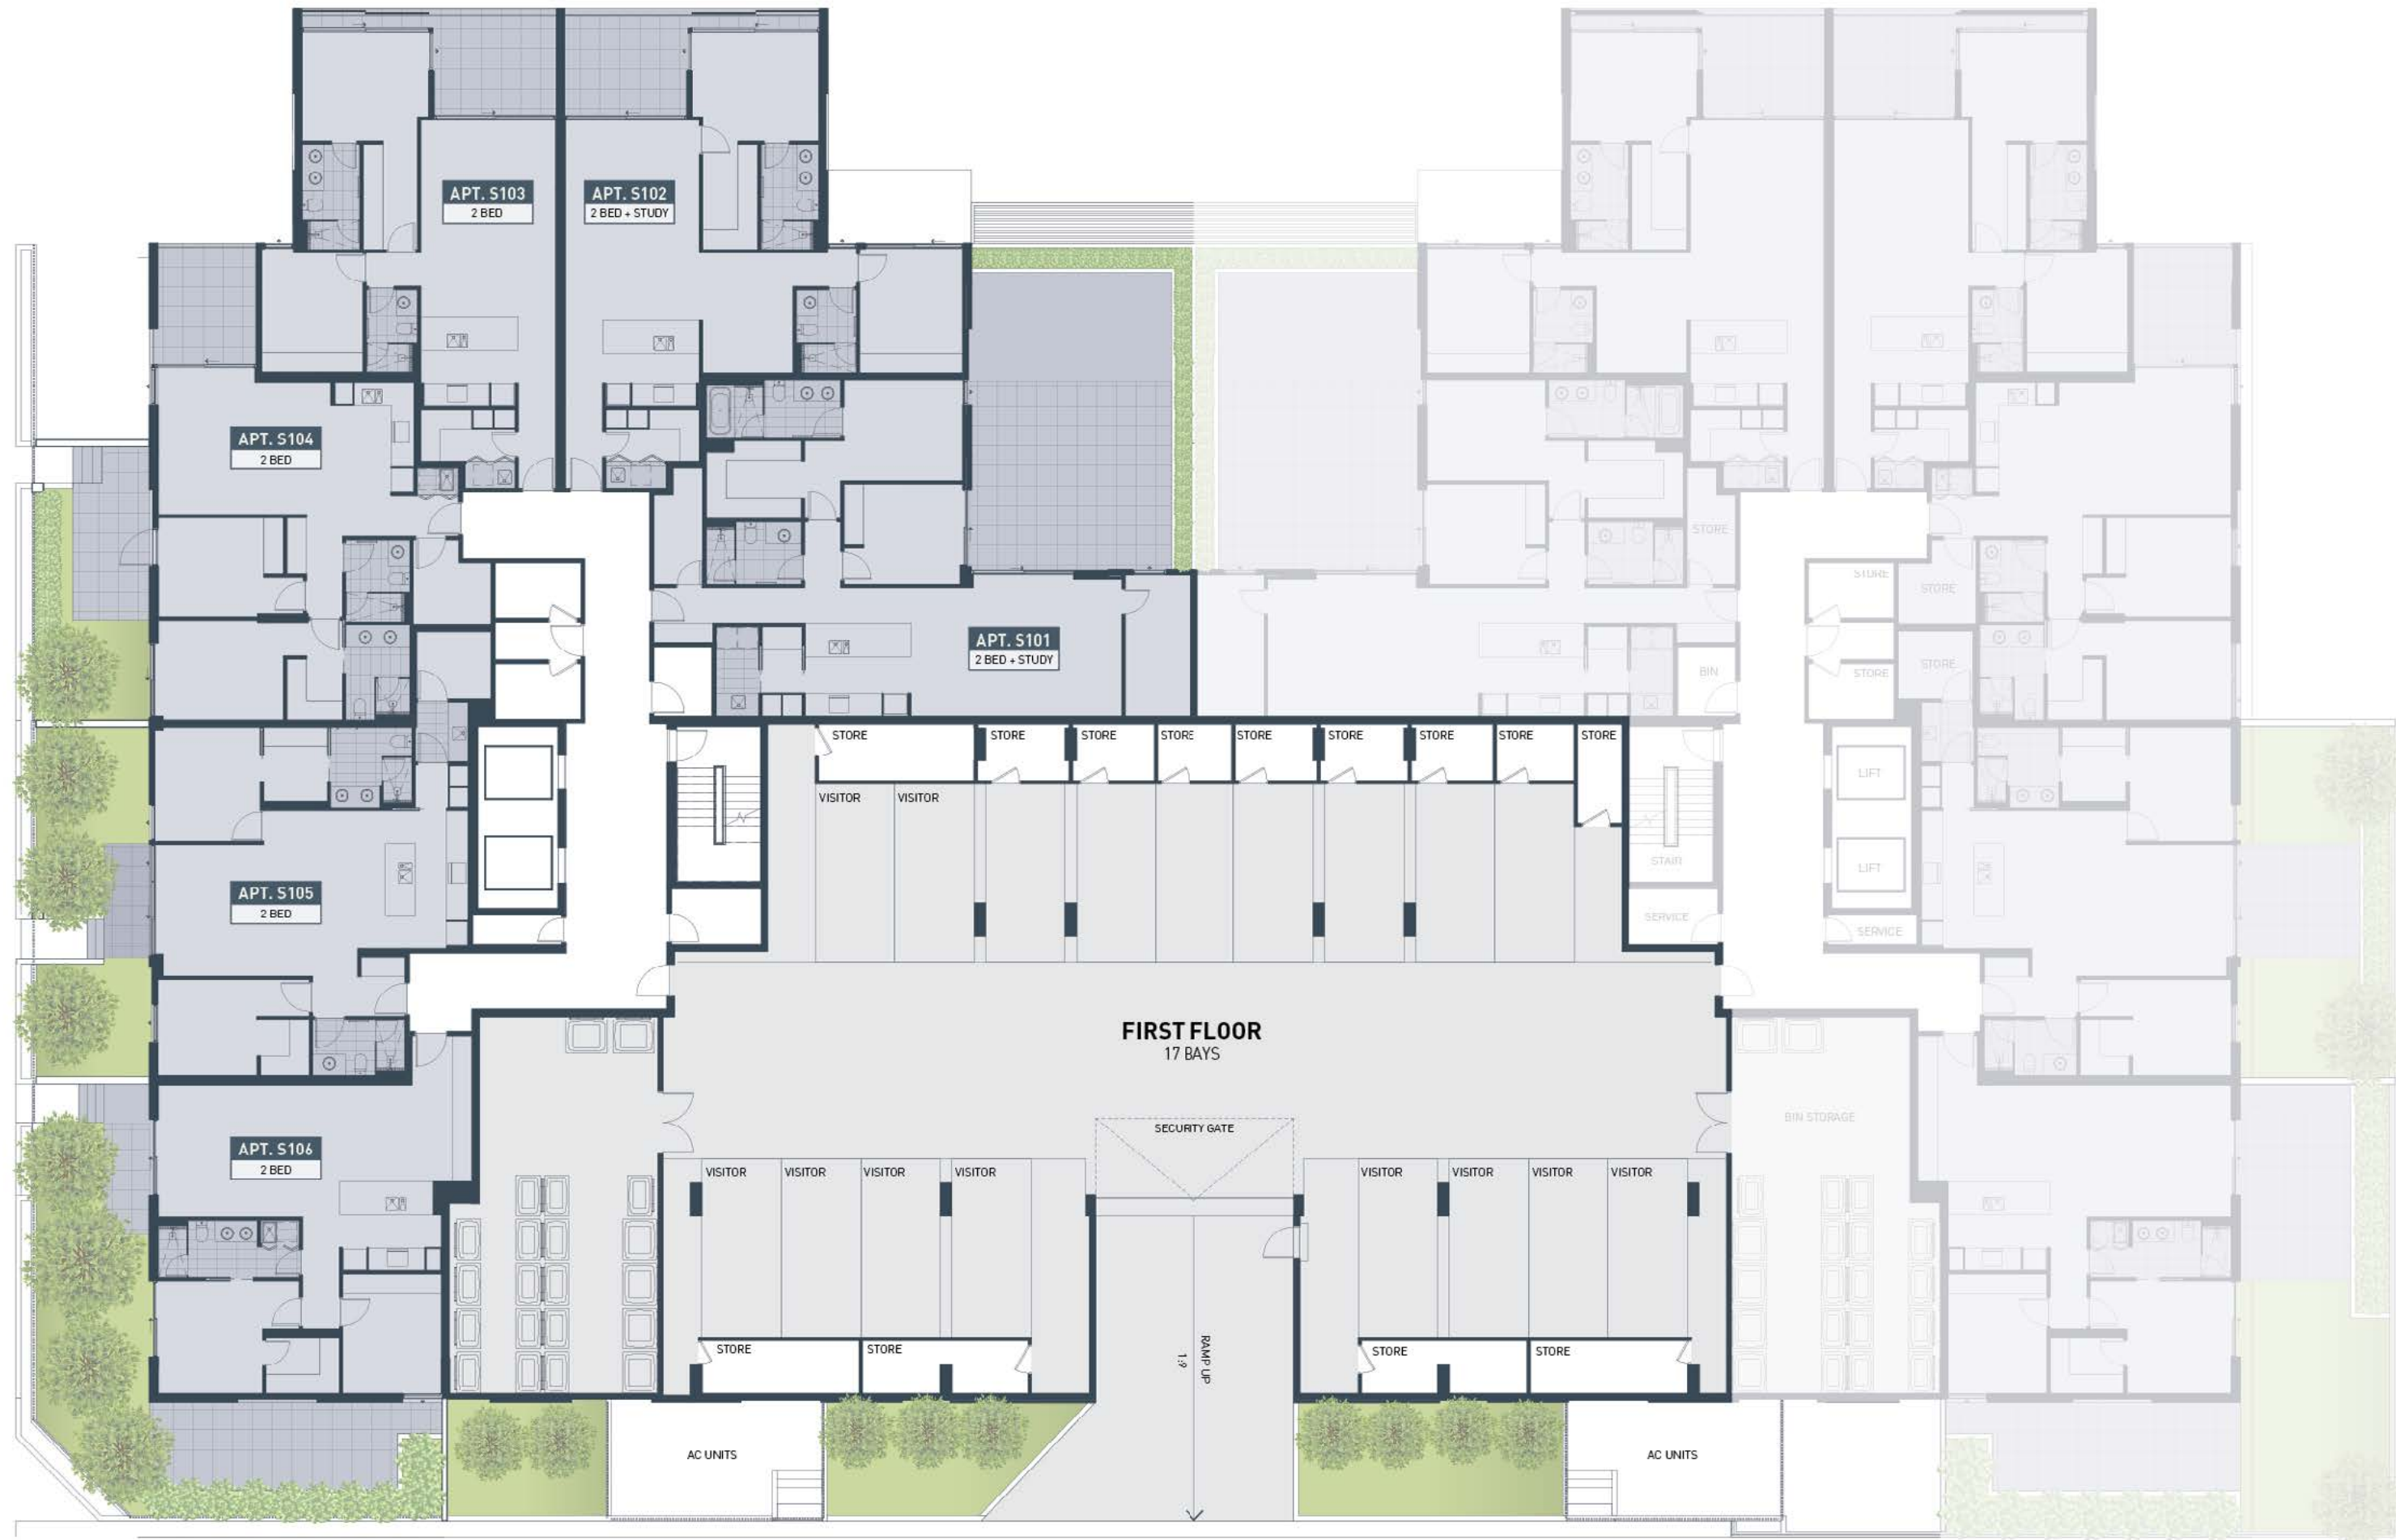 APT. S103
2 BED
APT. S102
2 BED + STUDY
APT. S104
2 BED
STORE
STORE
STORE
APT. S101
2 BED + STUDY
STORE
BIN
STORE
STORE
STORE
STORE
STORE
STORE
STORE
STORE
STORE
STORE
LIFT
VISITOR
VISITOR
STAIR
LIFT
APT. S105
2 BED
SERVICE
SERVICE
FIRST FLOOR
17 BAYS
BIN STORAGE
SECURITY GATE
APT. S106
2 BED
VISITOR
VISITOR
VISITOR
VISITOR
VISITOR
VISITOR
VISITOR
VISITOR
STORE
STORE
RAMP UP
1:9
STORE
STORE
AC UNITS
AC UNITS